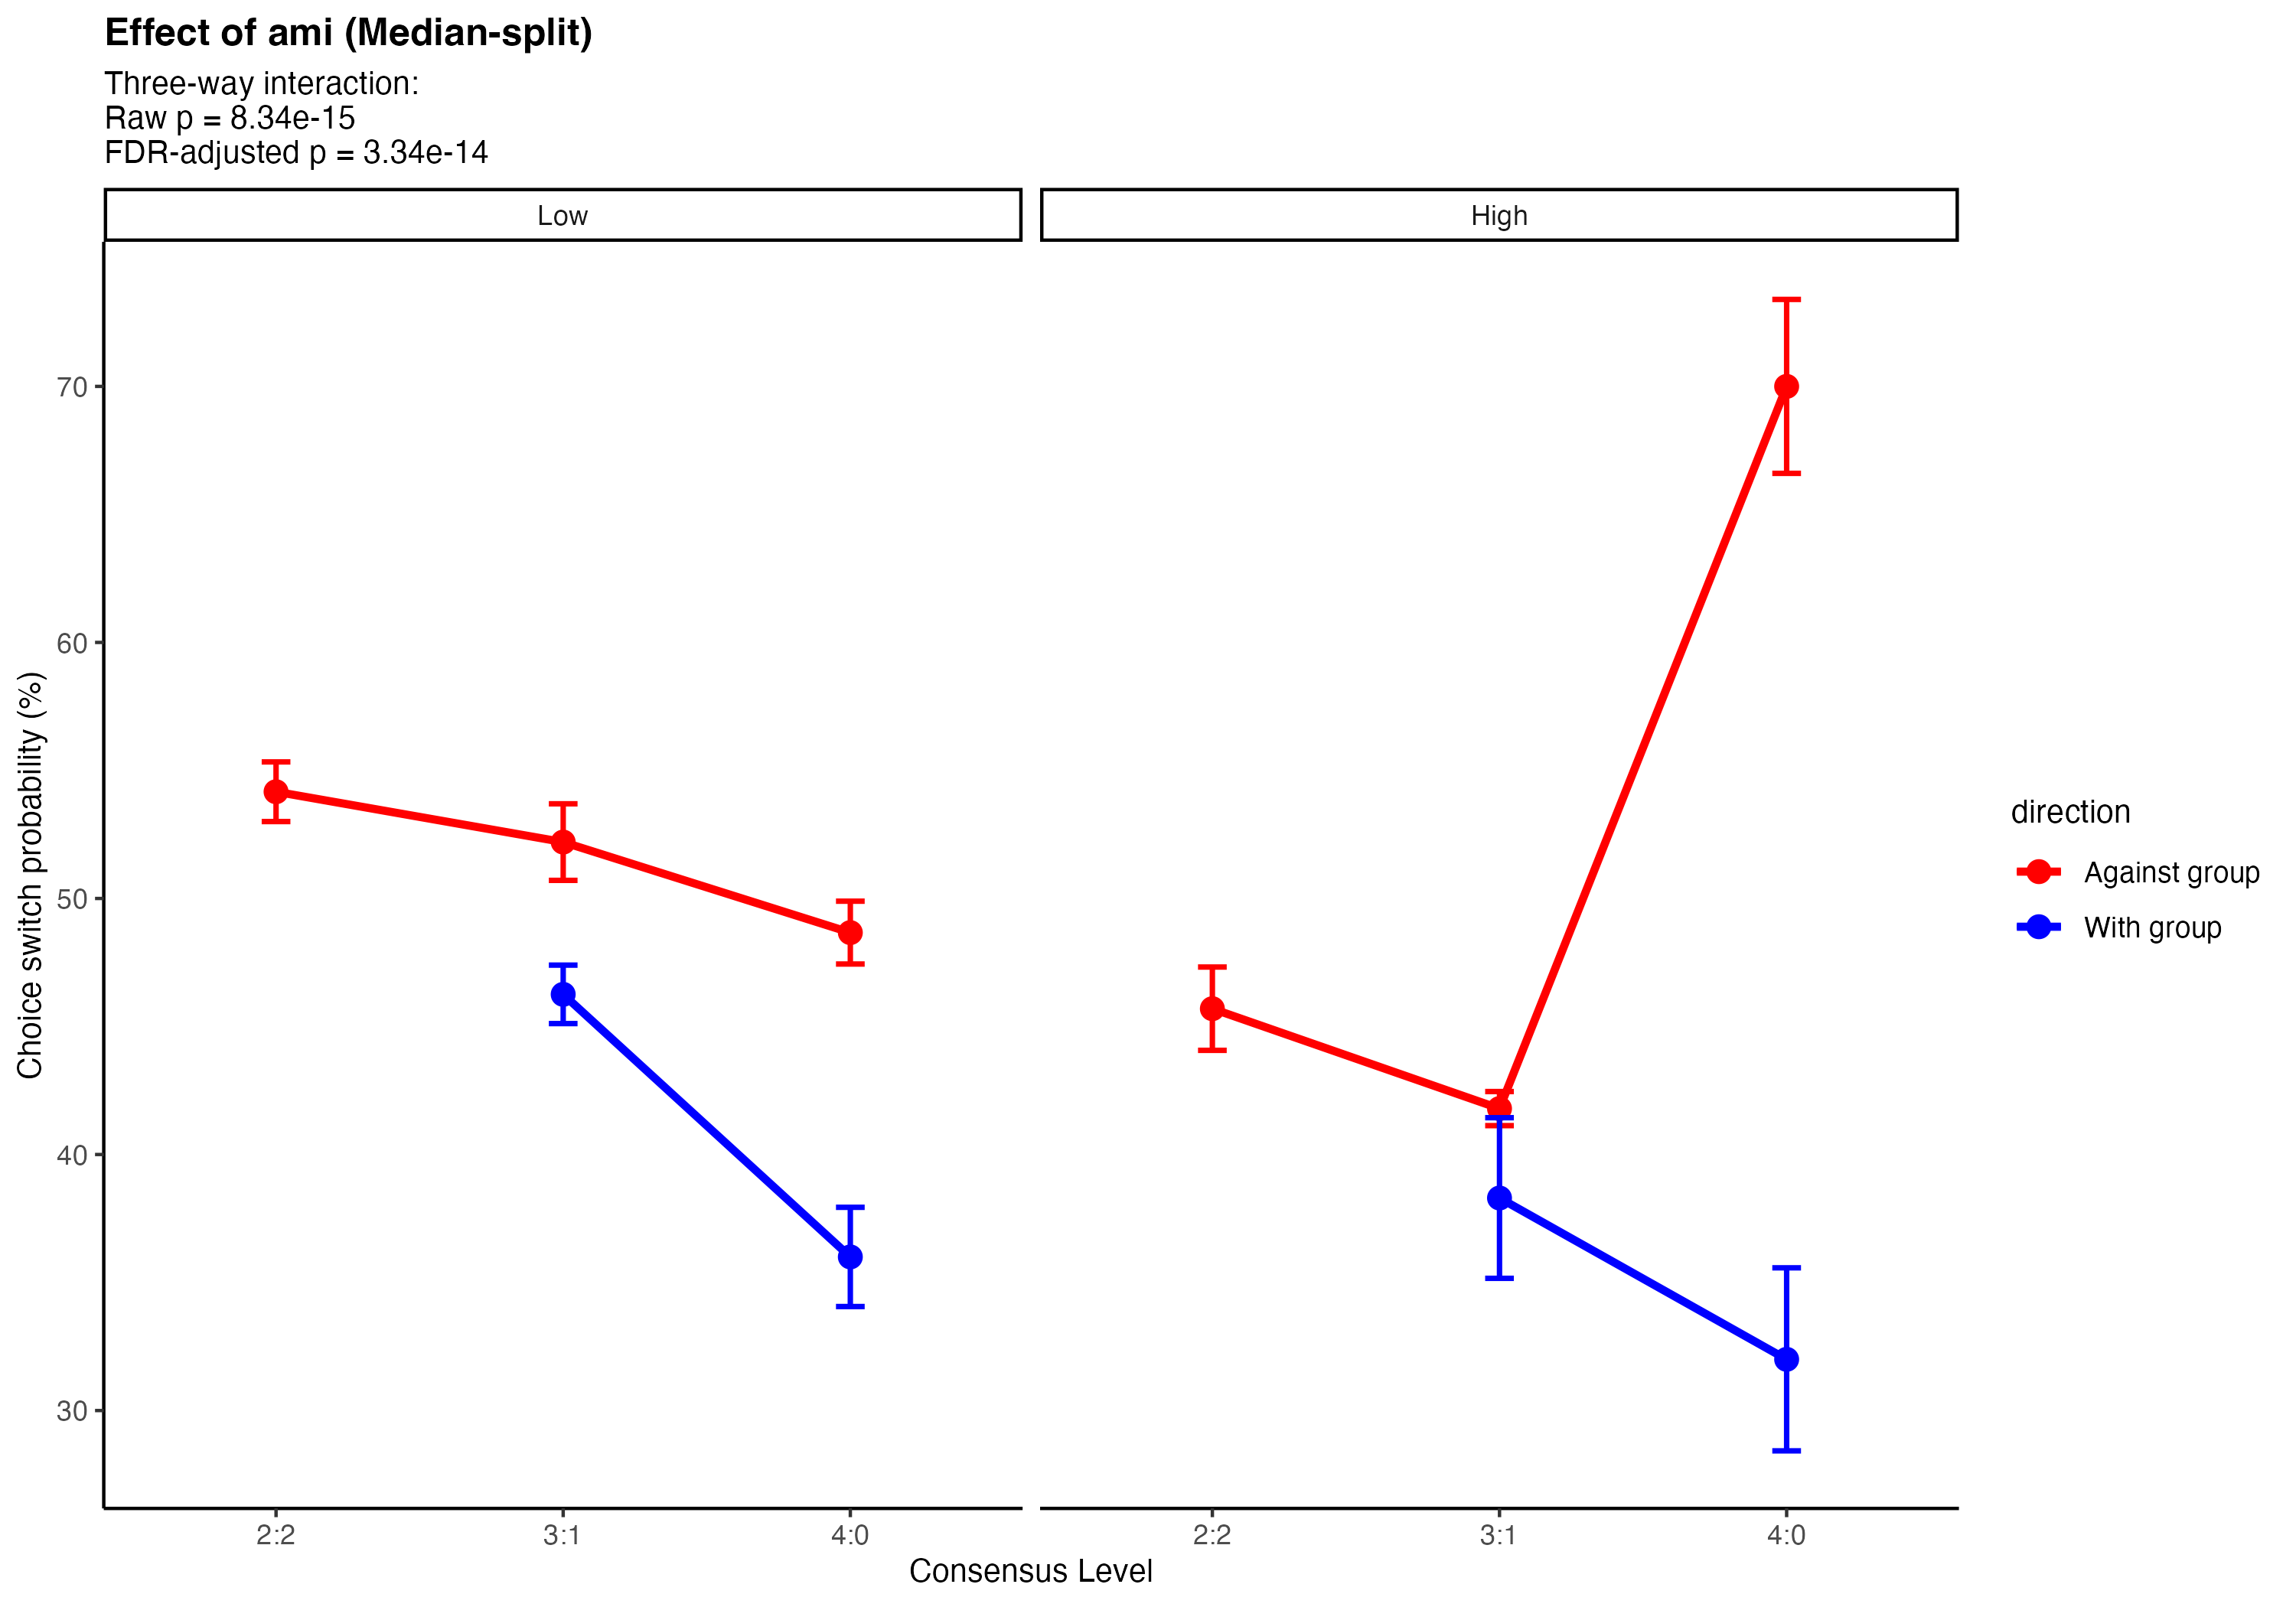 Effect of ami (Median-split)
Three-way interaction:
Raw p = 8.34e-15
FDR-adjusted p = 3.34e-14
Low
High
Choice switch probability (%)
70
60
50
40
30
2:2
3:1
4:0
2:2
3:1
4:0
Consensus Level
direction
Against group
With group